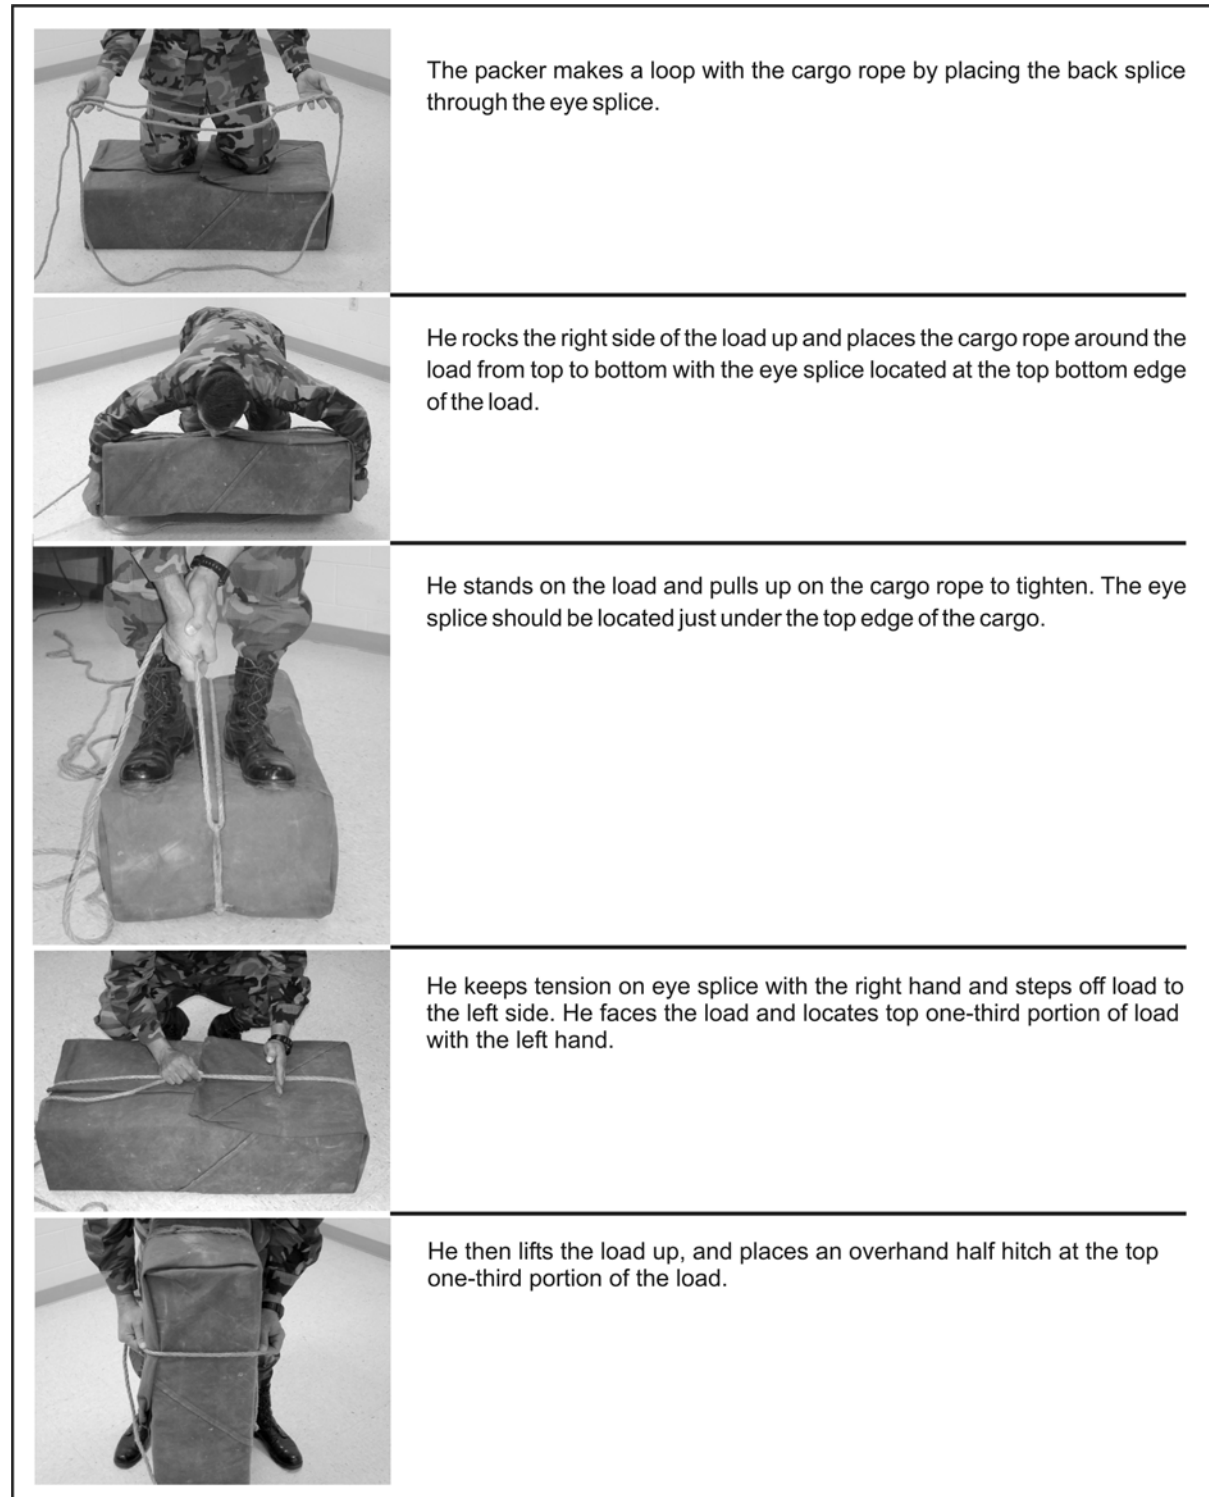 The packer makes a loop with the cargo rope by placing the back splice
through the eye splice.
He rocks the right side of the load up and places the cargo rope around the
load from top to bottom with the eye splice located at the top bottom edge
of the load.
He stands on the load and pulls up on the cargo rope to tighten. The eye
splice should be located just under the top edge of the cargo.
He keeps tension on eye splice with the right hand and steps off load to
the left side. He faces the load and locates top one-third portion of load
with the left hand.
He then lifts the load up, and places an overhand half hitch at the top
one-third portion of the load.